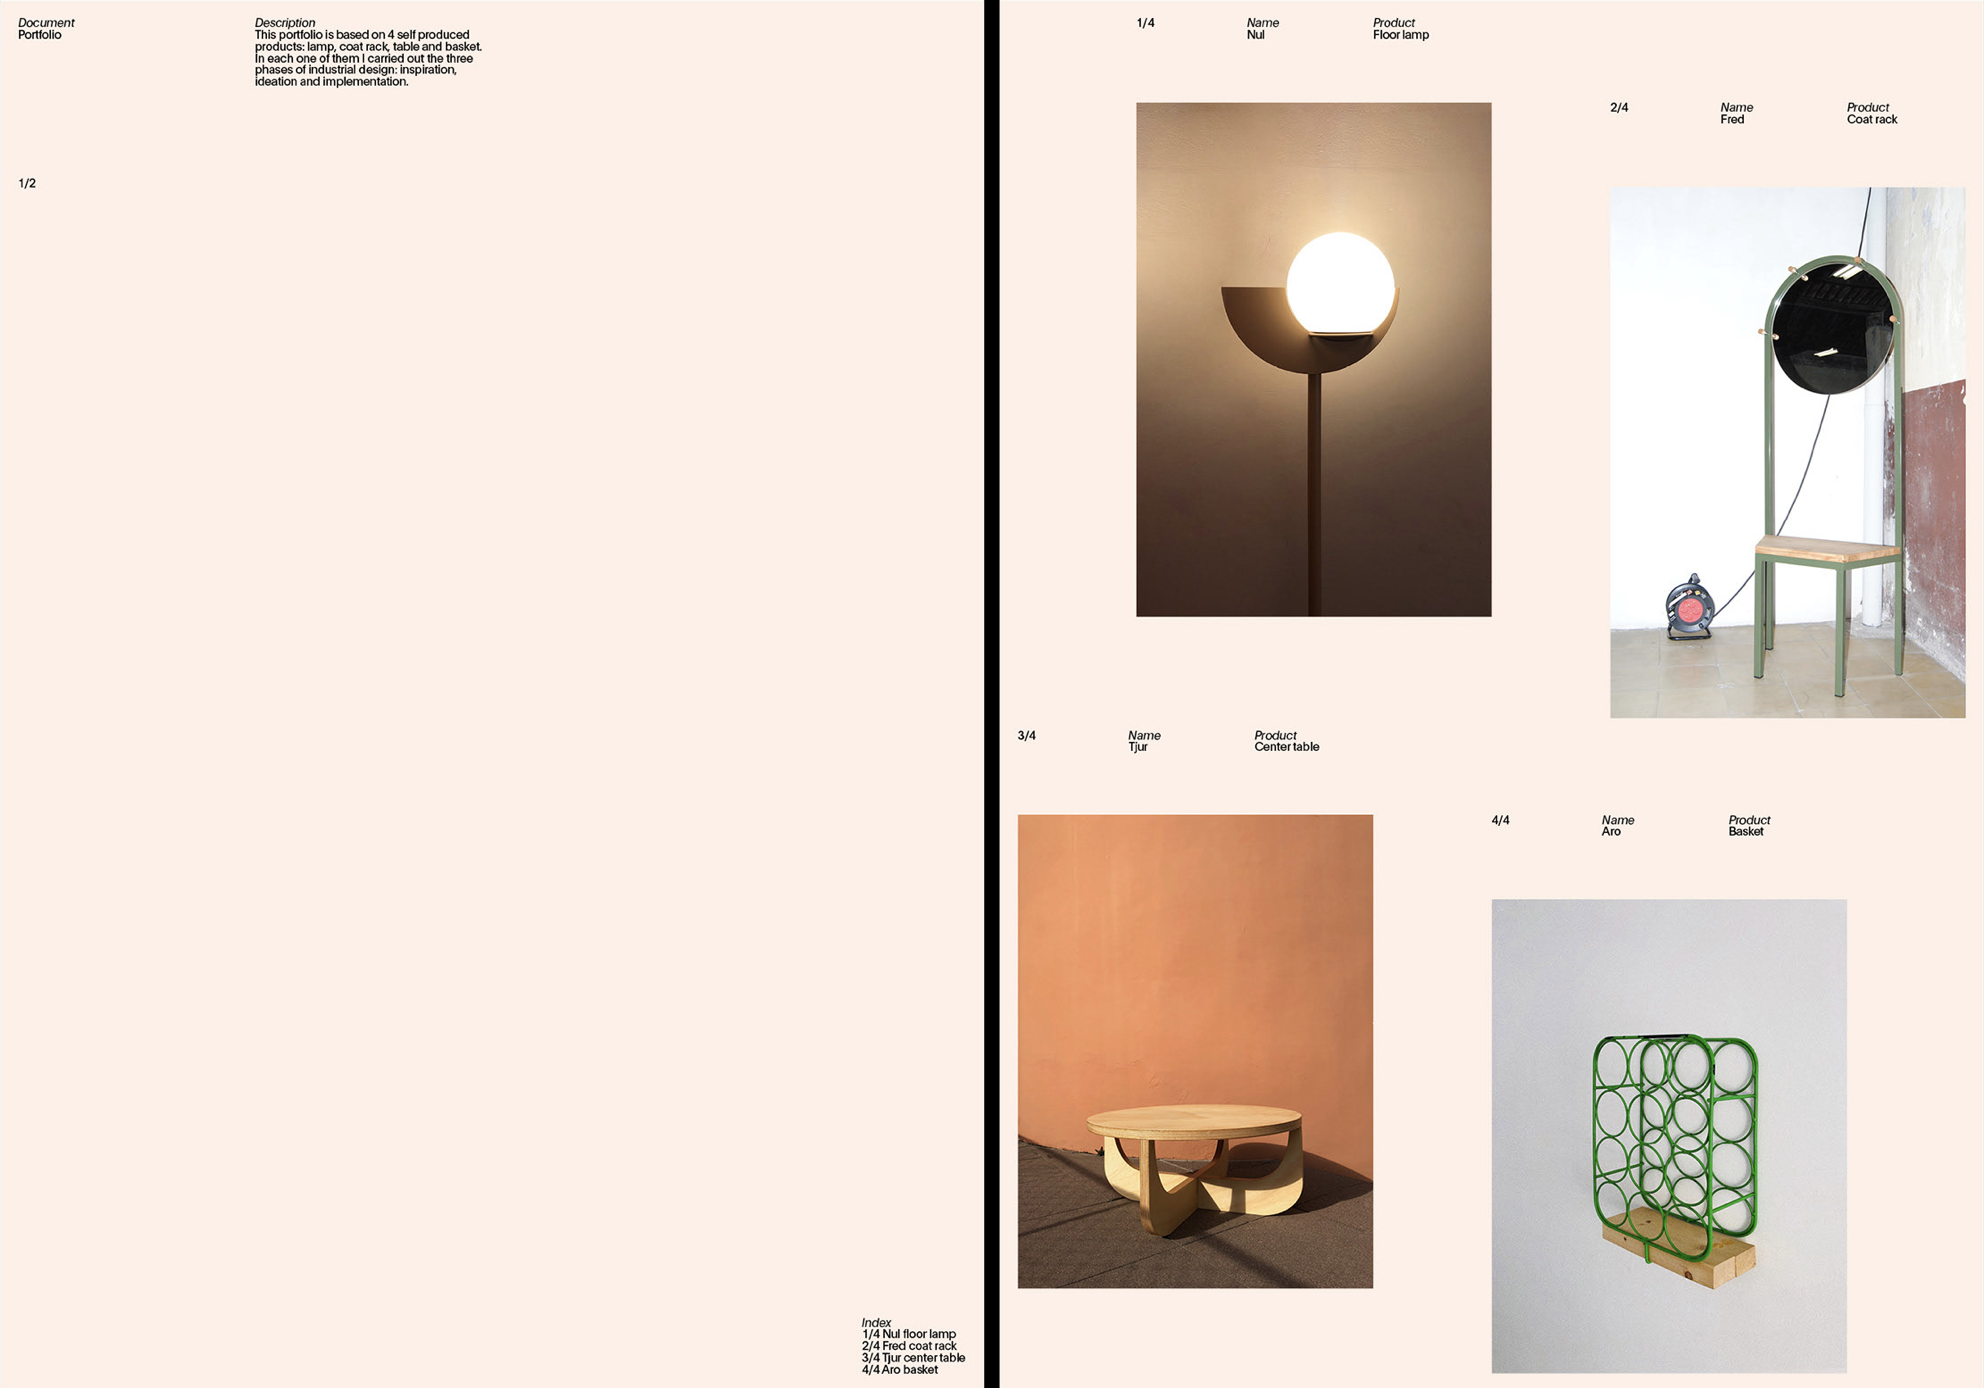 Document
Portfolio
Description
This portfolio is based on 4 self produced
products: lamp, coat rack, table and basket.
In each one of them I carried out the three
phases of industrial design: inspiration,
ideation and implementation.
1/2
Index
1/4 Nul floor lamp
2/4 Fred coat rack
3/4 Tjur center table
4/4 Aro basket
1/4
Name
Nul
Product
Floor lamp
2/4
Name
Fred
Product
Coat rack
3/4
Name
Tjur
Product
Center table
4/4
Name
Aro
Product
Basket